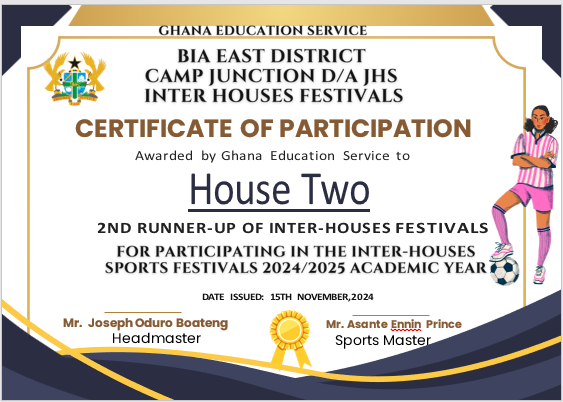 GHANA EDUCATION SERVICE
BIA EAST DISTRICT
CAMP JUNCTION D/A JHS
INTER HOUSES FESTIVALS
CERTIFICATE OF PARTICIPATION
Awarded by Ghana Education Service to
House Two
2ND RUNNER-UP OF INTER-HOUSES FESTIVALS
FOR PARTICIPATING IN THE INTER-HOUSES
SPORTS FESTIVALS 2024/2025 ACADEMIC YEAR
DATE ISSUED: 15TH NOVEMBER,2024
Mr. Joseph Oduro Boateng
Headmaster
Mr. Asante Ennin Prince
Sports Master